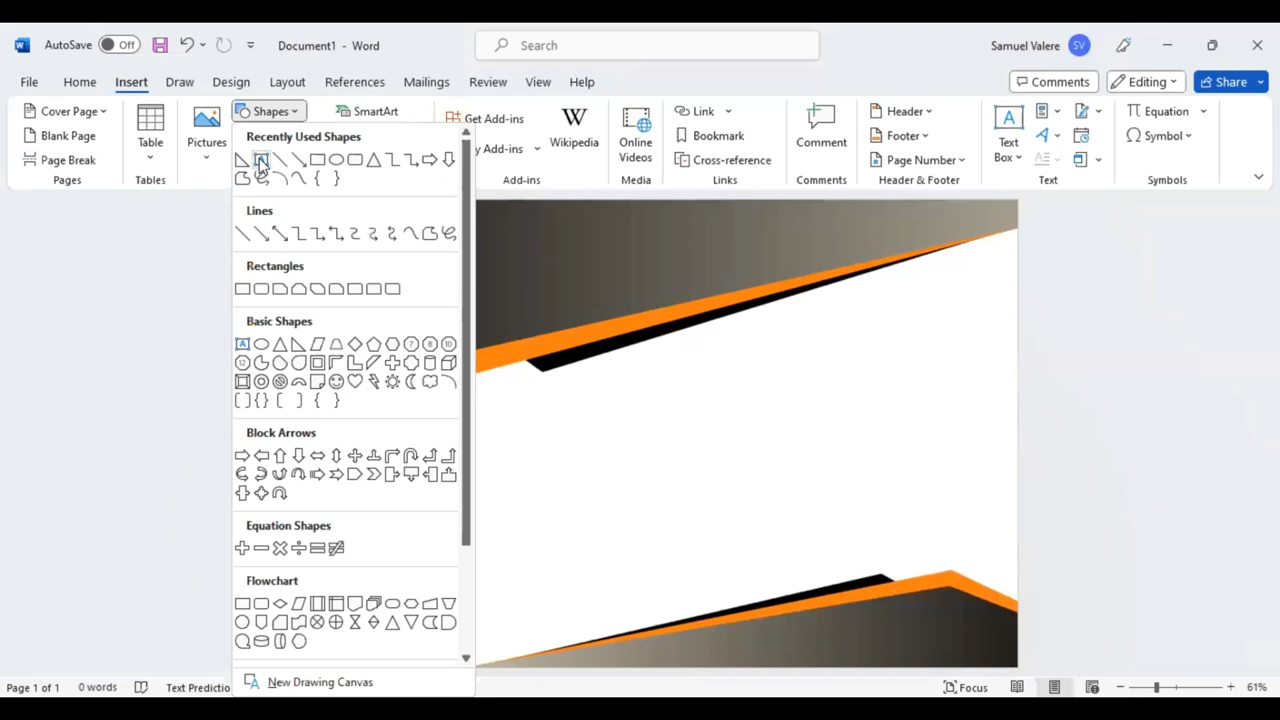 AutoSave Off Document1 - Word Search Samuel Valere SV
File Home Insert Draw Design Layout References Mailings Review View Help Comments Editing Share
Cover Page
Blank Page
Page Break
Pages
Table
Tables
Pictures
Shapes
SmartArt
Get Add-ins
y Add-ins
Wikipedia
Add-ins
Online
Videos
Media
Link
Bookmark
Cross-reference
Links
Comment
Comments
Header
Footer
Page Number
Header & Footer
Text
Box
Text
Equation
Symbol
Symbols
Recently Used Shapes
Lines
Rectangles
Basic Shapes
Block Arrows
Equation Shapes
Flowchart
New Drawing Canvas
Page 1 of 1 0 words Text Predictio Focus 61%